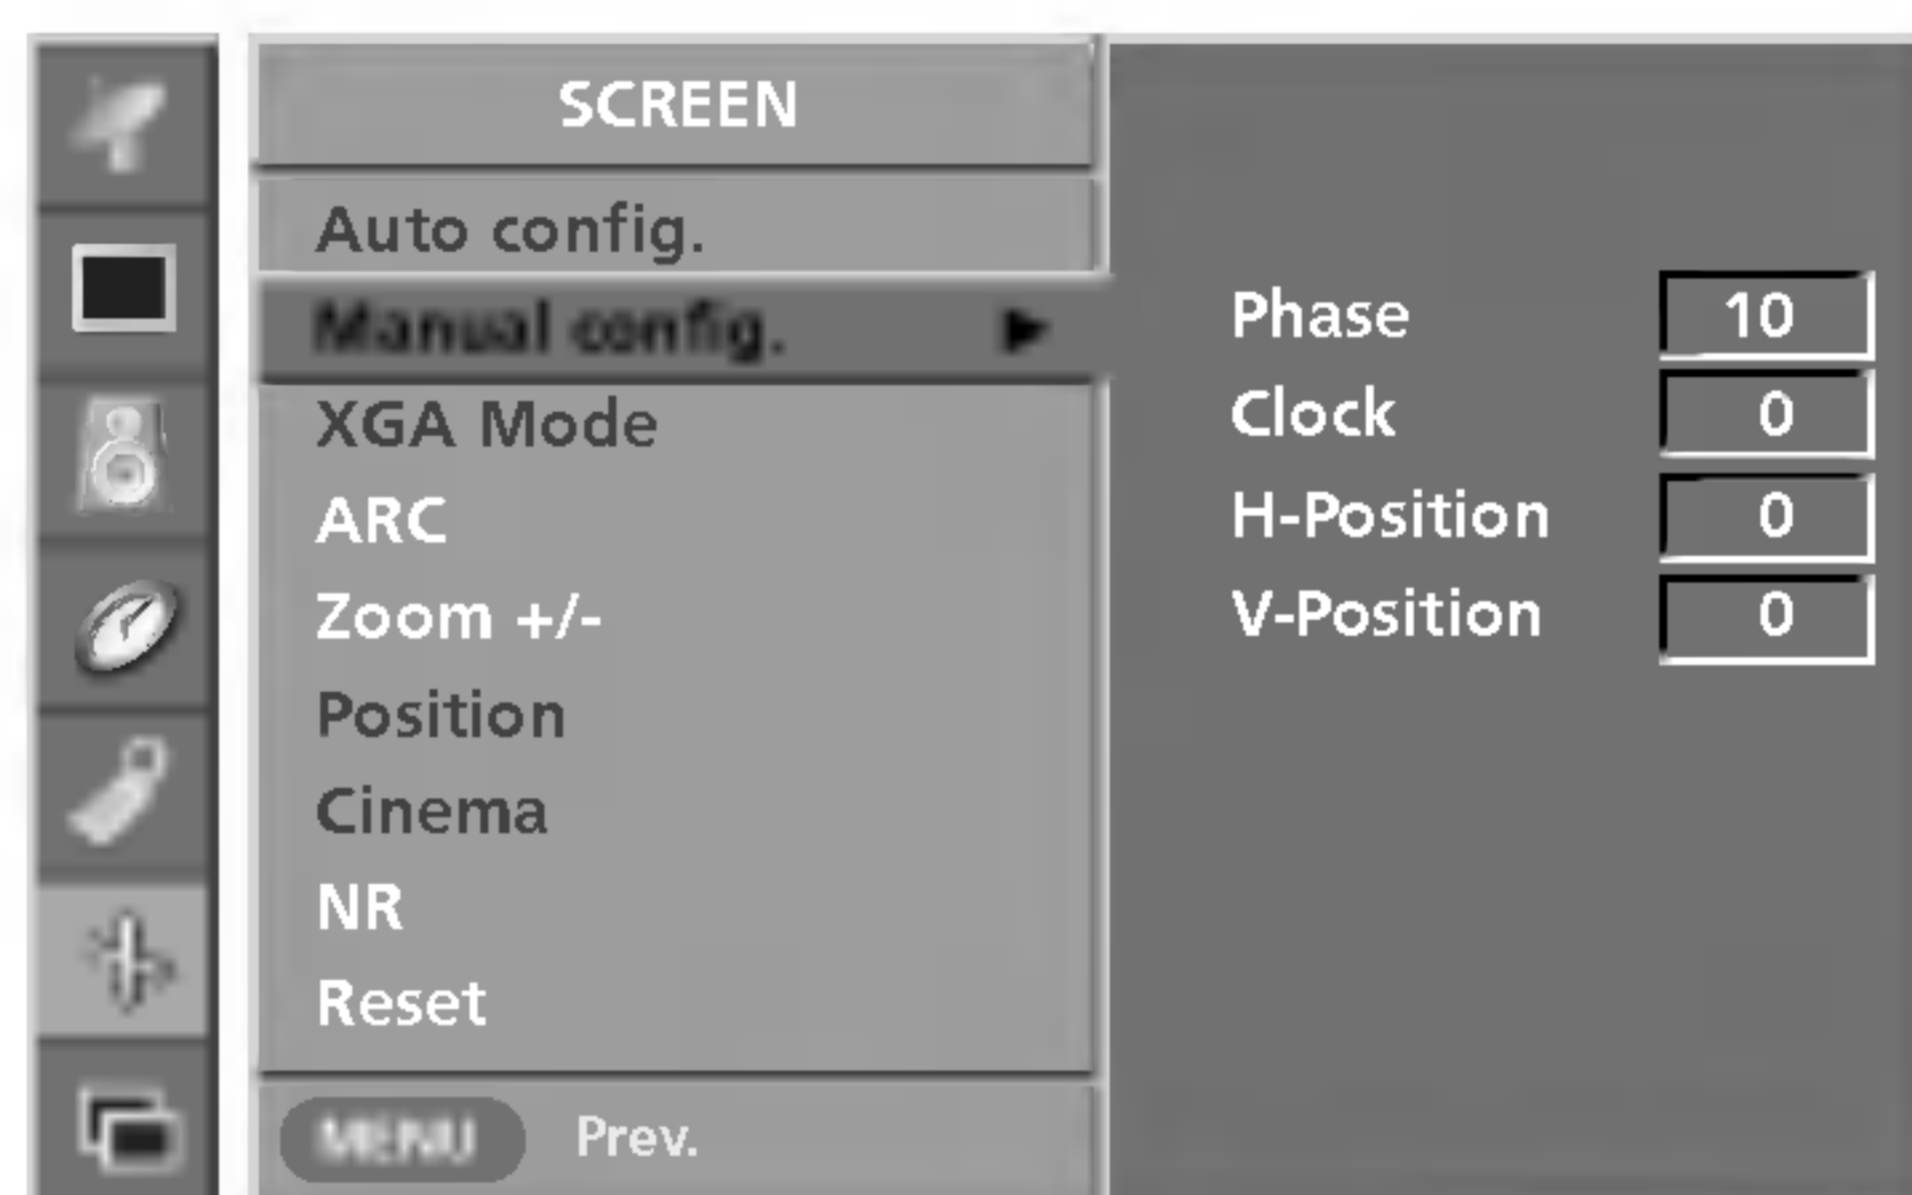 SCREEN
Auto config.
Manual config. ▶
XGA Mode
ARC
Zoom +/-
Position
Cinema
NR
Reset
MENU Prev.
Phase 10
Clock 0
H-Position 0
V-Position 0